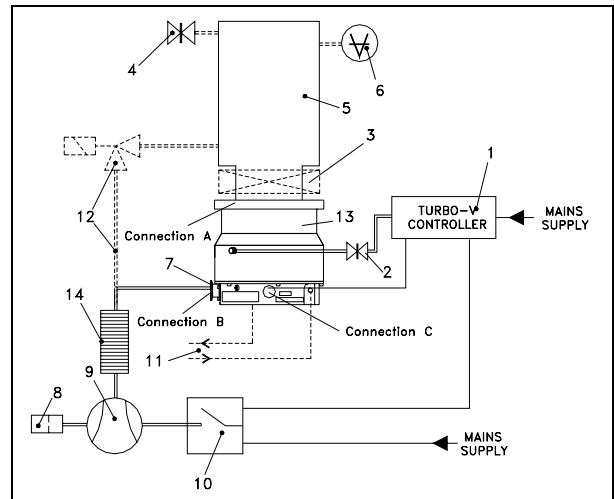 4
6
5
3
1
TURBO-V
CONTROLLER
MAINS
SUPPLY
12
13
Connection A
2
7
14
Connection B
Connection C
11
8
9
10
MAINS
SUPPLY